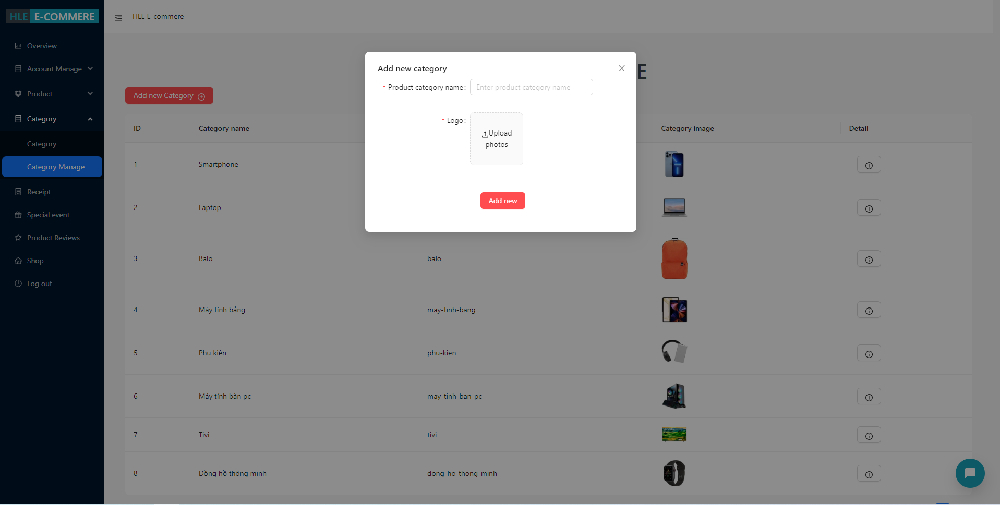 HLE E-COMMERE
HLE E-commere
Overview
Account Manage
Product
Category
Category
Category Manage
Receipt
Special event
Product Reviews
Shop
Log out
E
Add new Category
Add new category
* Product category name:
Enter product category name
* Logo:
Upload
photos
Add new
ID Category name Category image Detail
1 Smartphone
2 Laptop
3 Balo balo
4 Máy tính bảng may-tinh-bang
5 Phụ kiện phu-kien
6 Máy tính bàn pc may-tinh-ban-pc
7 Tivi tivi
8 Đồng hồ thông minh dong-ho-thong-minh